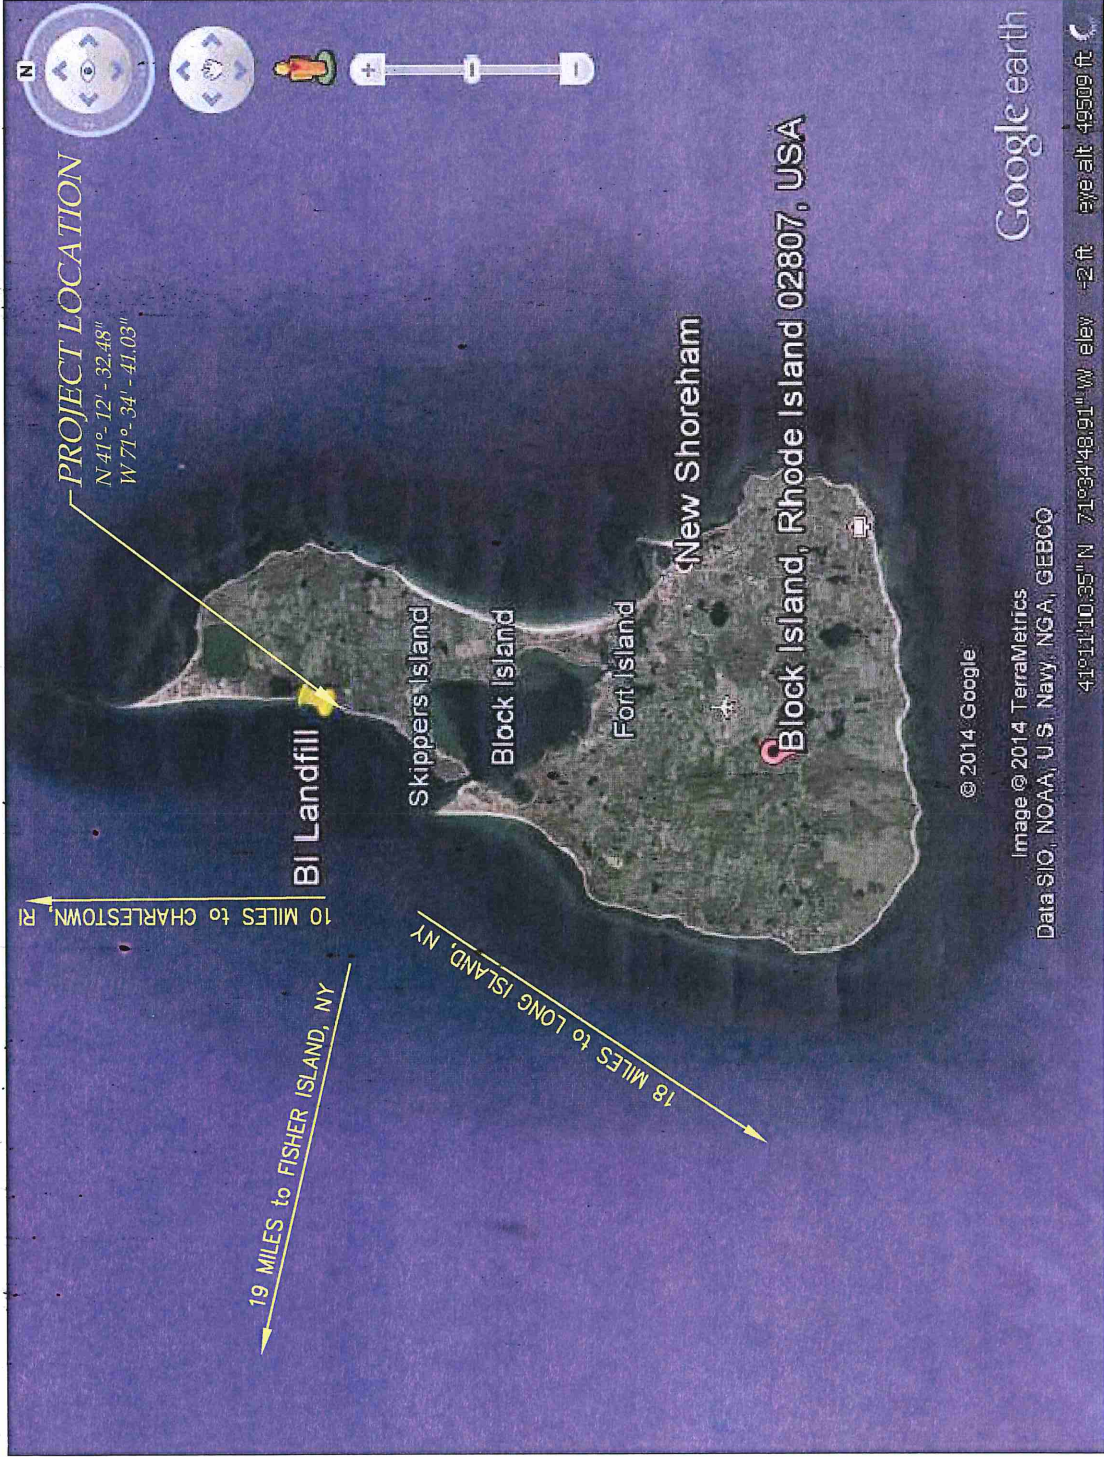 N
PROJECT LOCATION
N 41°- 12' - 32.48"
W 71°- 34' - 41.03"
BI Landfill
10 MILES to CHARLESTOWN, RI
19 MILES to FISHER ISLAND, NY
18 MILES to LONG ISLAND, NY
Skippers Island
Block Island
Fort Island
New Shoreham
Block Island, Rhode Island 02807, USA
© 2014 Google
Image © 2014 TerraMetrics
Data SIO, NOAA, U.S. Navy, NGA, GEBCO
Google earth
41°11'10.35" N 71°34'48.91" W elev -2 ft eye alt 49509 ft